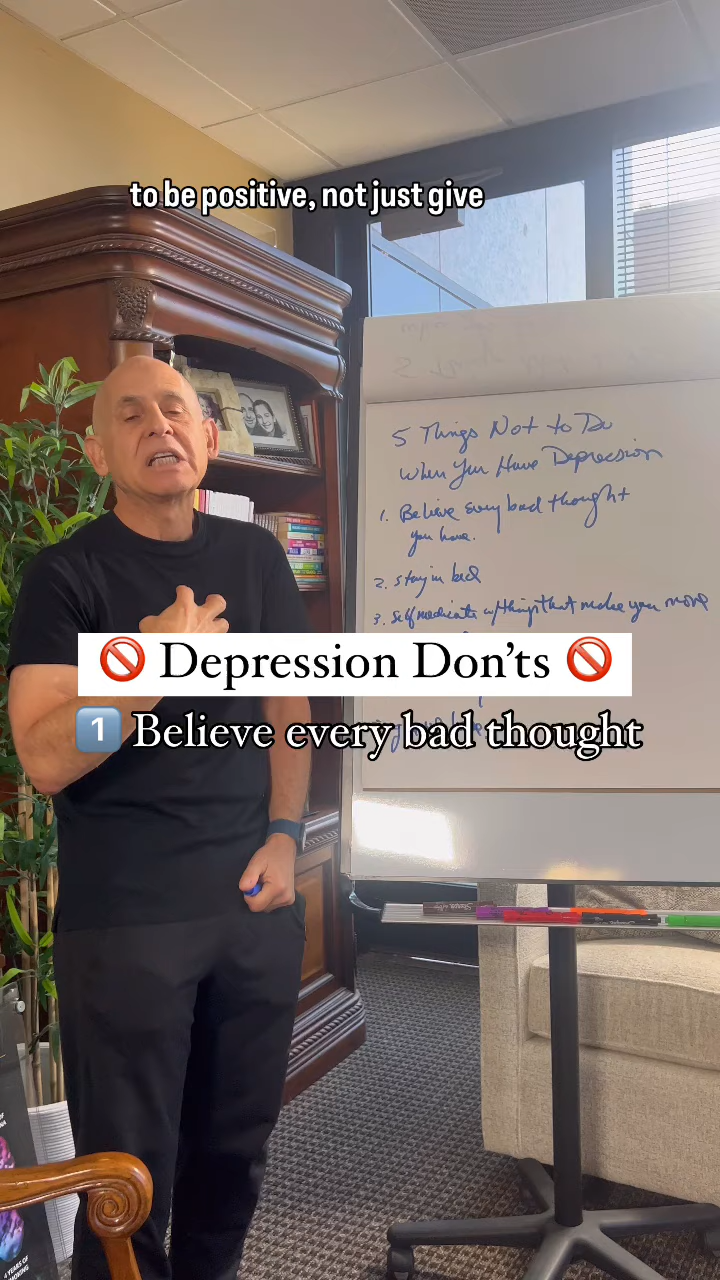 to be positive, not just give
5 Things Not to Do
When You Have Depression
1. Believe every bad thought
you have.
2. stay in bed
3. Self medicate w/things that make you more
🚫 Depression Don'ts 🚫
1️⃣ Believe every bad thought